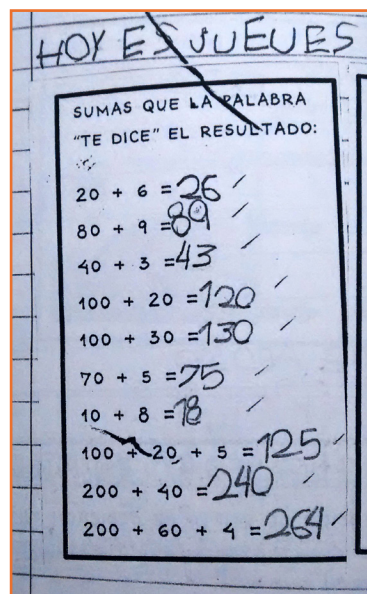 HOY ES JUEUES
SUMAS QUE LA PALABRA
"TE DICE" EL RESULTADO:
20 + 6 = 26
80 + 9 = 89
40 + 3 = 43
100 + 20 = 120
100 + 30 = 130
70 + 5 = 75
10 + 8 = 18
100 + 20 + 5 = 125
200 + 40 = 240
200 + 60 + 4 = 264